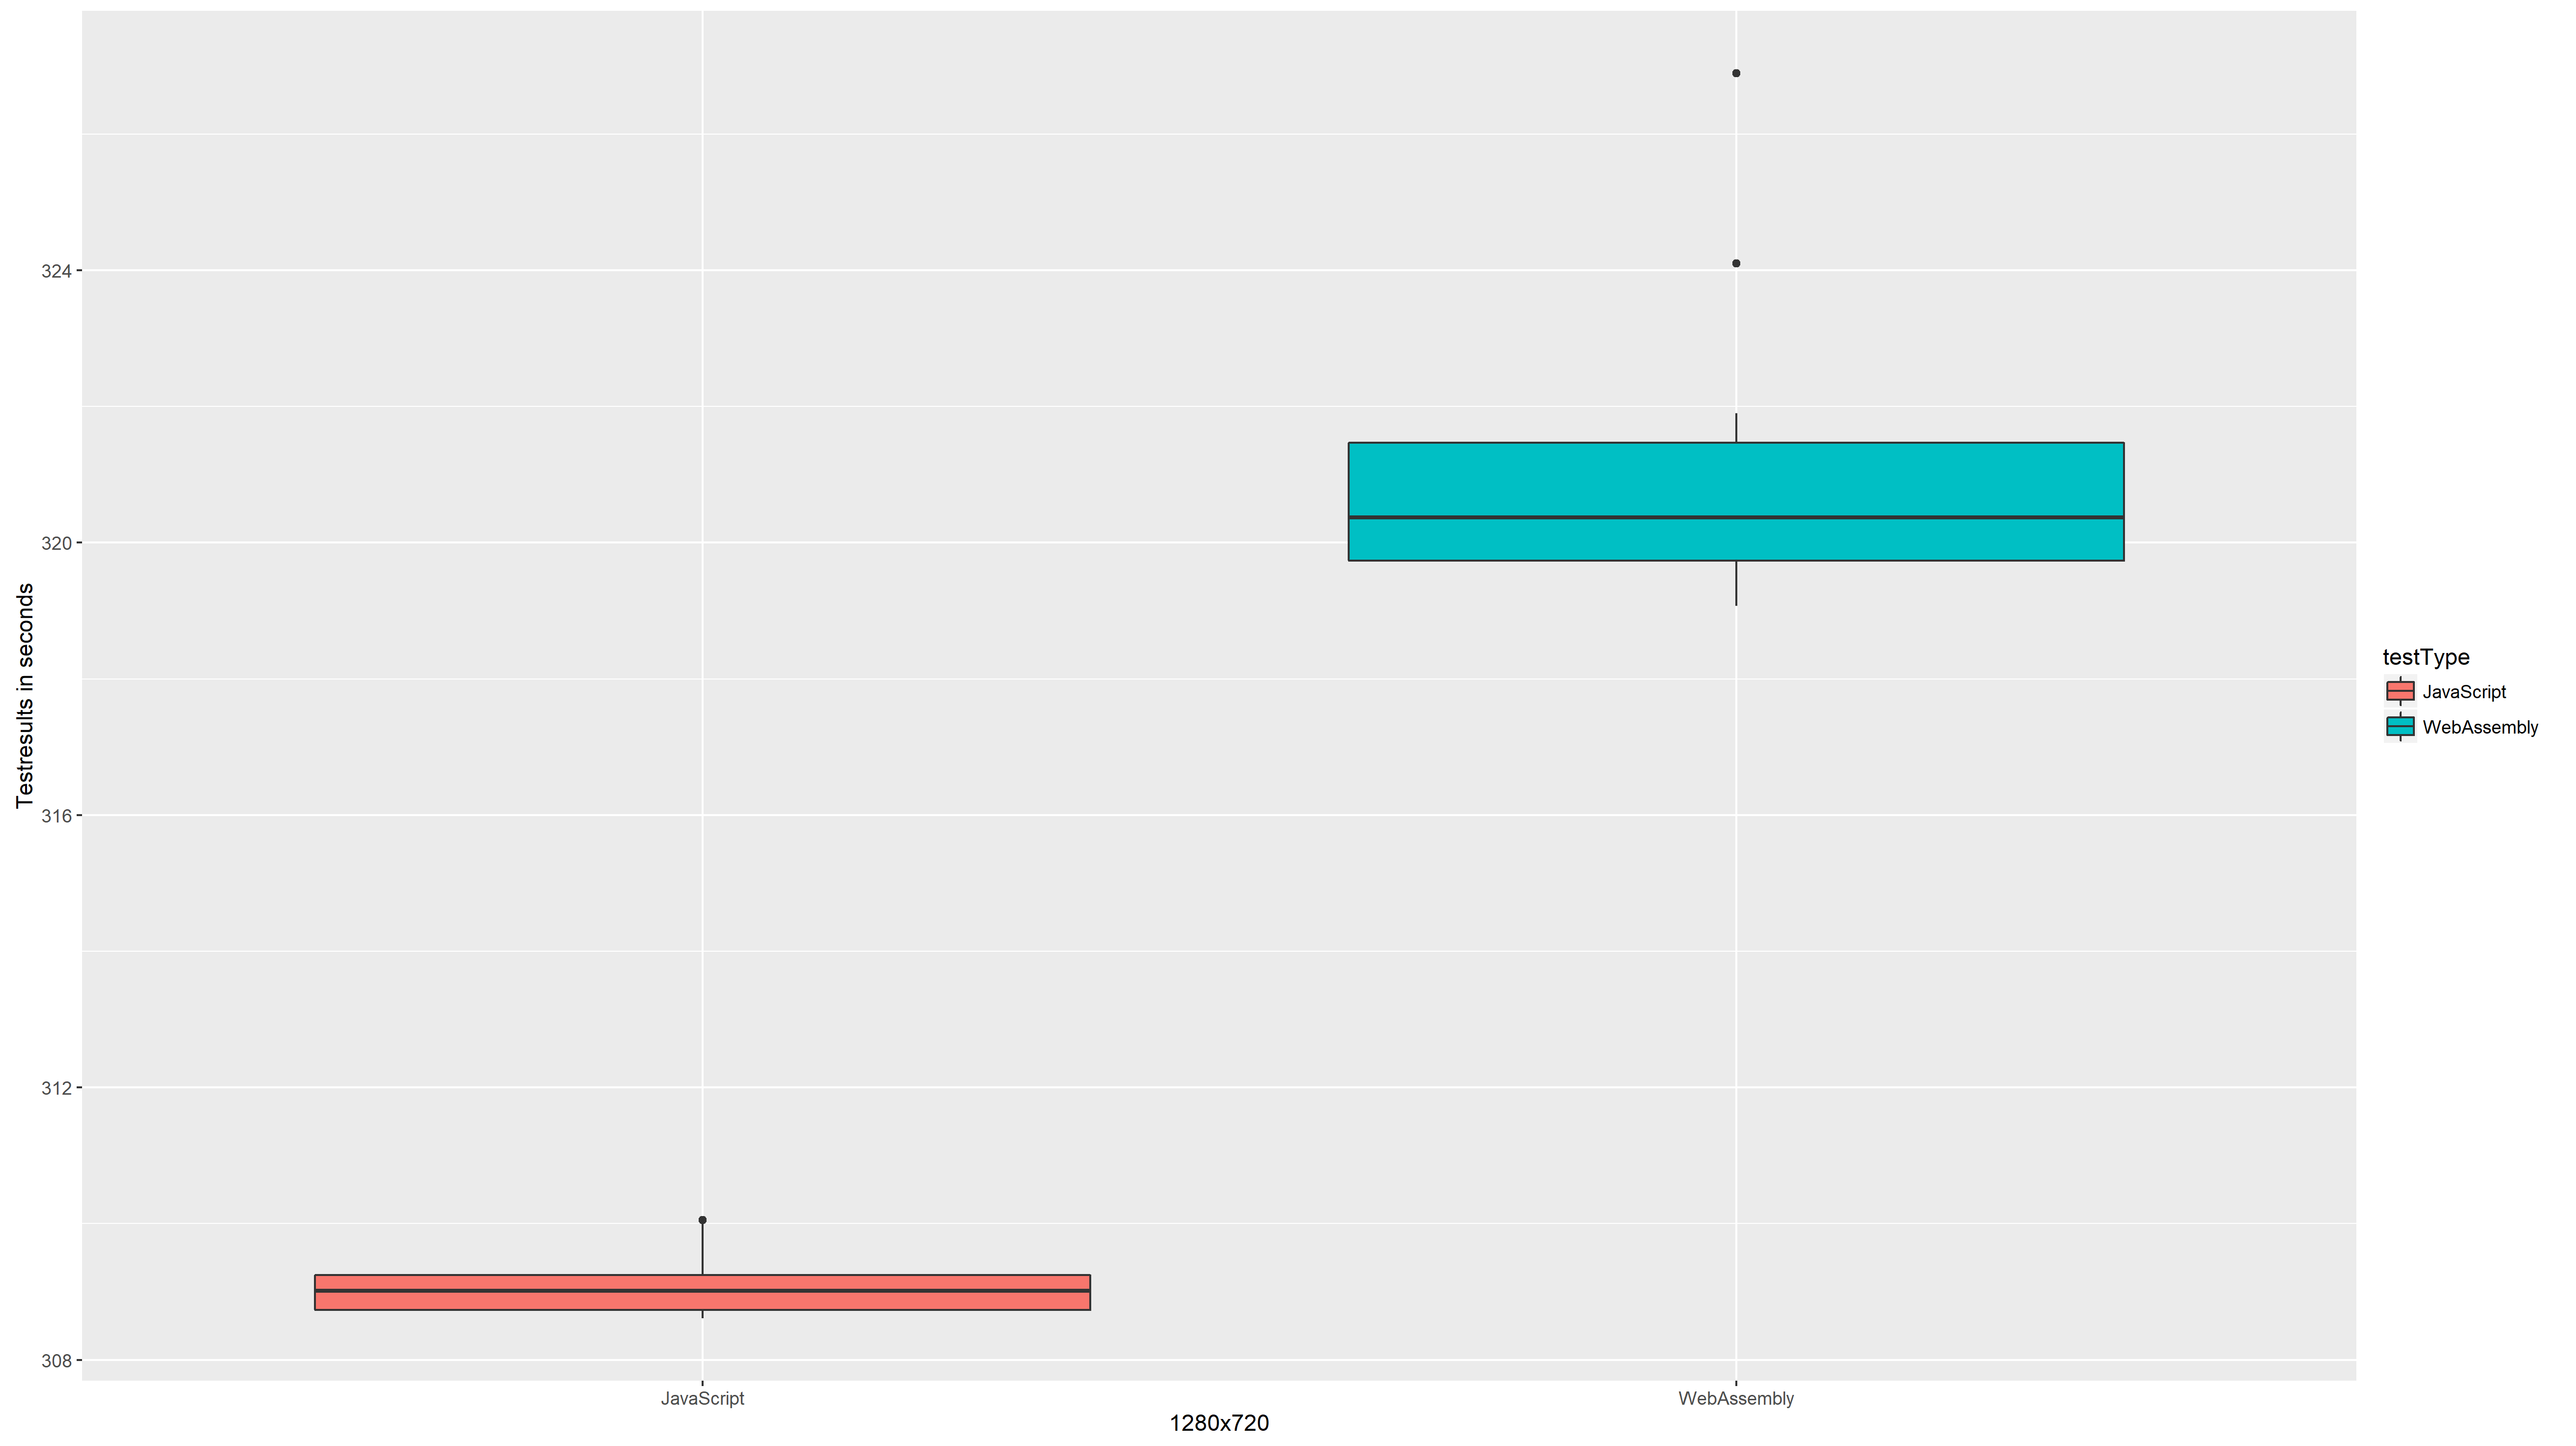 324
320
316
312
308
Testresults in seconds
JavaScript
WebAssembly
1280x720
testType
JavaScript
WebAssembly